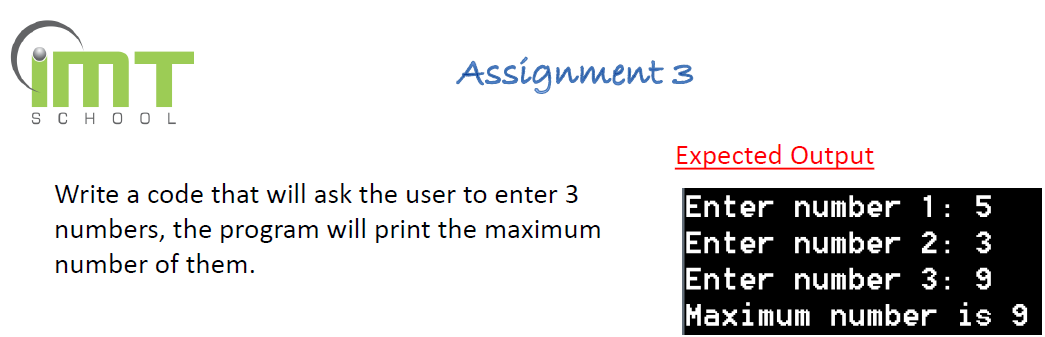 iMT
SCHOOL
Assignment 3
Expected Output
Write a code that will ask the user to enter 3
numbers, the program will print the maximum
number of them.
Enter number 1: 5
Enter number 2: 3
Enter number 3: 9
Maximum number is 9